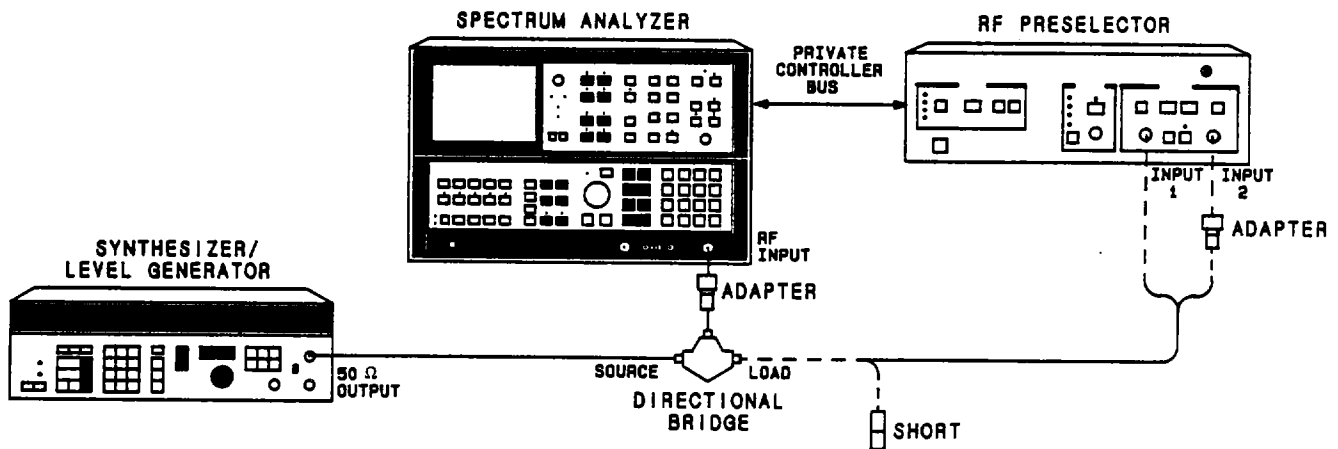 SPECTRUM ANALYZER
RF PRESELECTOR
PRIVATE
CONTROLLER
BUS
INPUT
1
INPUT
2
ADAPTER
RF
INPUT
SYNTHESIZER/
LEVEL GENERATOR
ADAPTER
50 Ω
OUTPUT
SOURCE
LOAD
DIRECTIONAL
BRIDGE
SHORT